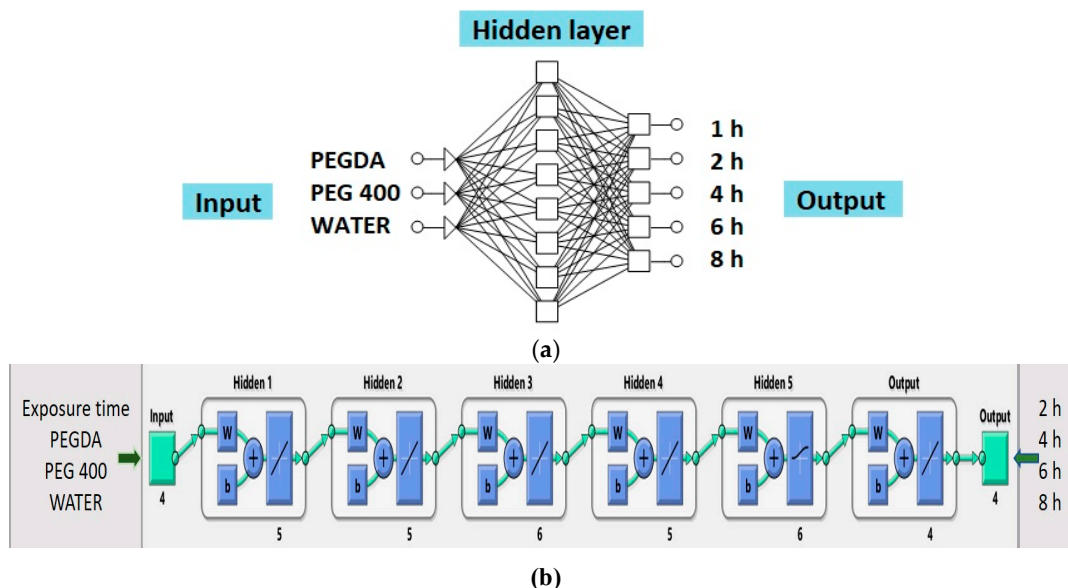 Hidden layer
PEGDA
PEG 400
WATER
Input
1 h
2 h
4 h
6 h
8 h
Output
(a)
Exposure time
PEGDA
PEG 400
WATER
Input
4
Hidden 1
W
b
+
5
Hidden 2
W
b
+
5
Hidden 3
W
b
+
6
Hidden 4
W
b
+
5
Hidden 5
W
b
+
6
Output
W
b
+
4
Output
4
2 h
4 h
6 h
8 h
(b)